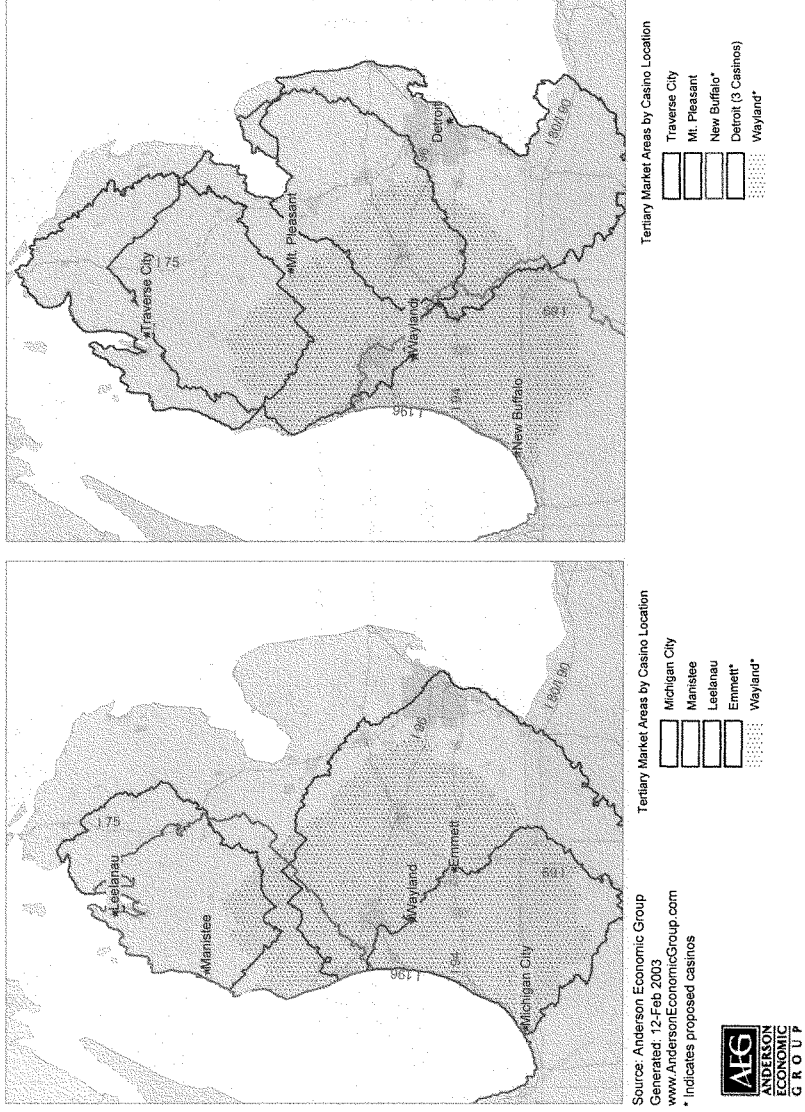 Leelanau
I 75
Manistee
I 96
Wayland
Emmett
I 196
I 94
I 69
Michigan City
I 80/I 90
Traverse City
I 75
Mt. Pleasant
Detroit
I 96
Wayland
I 196
I 94
I 69
New Buffalo
I 80/I 90
Source: Anderson Economic Group
Generated: 12-Feb 2003
www.AndersonEconomicGroup.com
* Indicates proposed casinos
Tertiary Market Areas by Casino Location
Michigan City
Manistee
Leelanau
Emmett*
Wayland*
Tertiary Market Areas by Casino Location
Traverse City
Mt. Pleasant
New Buffalo*
Detroit (3 Casinos)
Wayland*
AEG
ANDERSON
ECONOMIC
GROUP